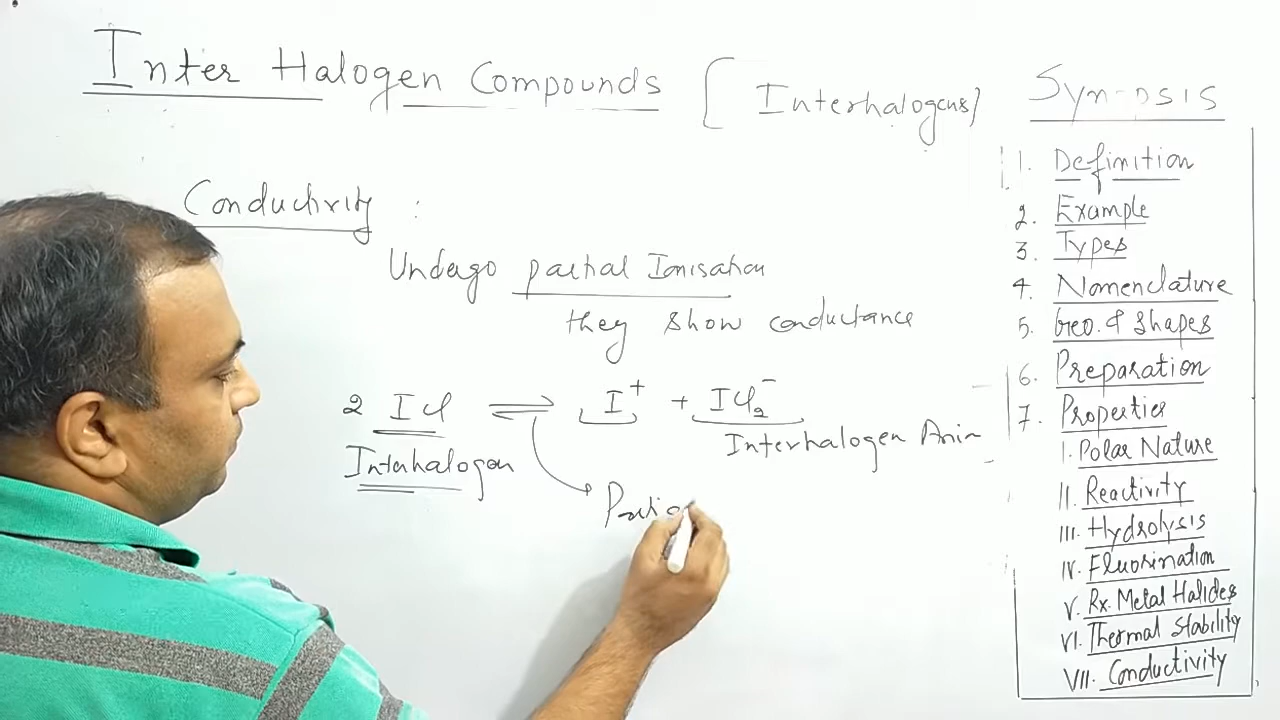 Inter Halogen Compounds [Interhalogens]
Conductivity :
Undergo partial Ionisation
they show conductance
2 ICl ⇌ I⁺ + ICl₂⁻
Interhalogen
Interhalogen Anion
Partia
Synopsis
1. Definition
2. Example
3. Types
4. Nomenclature
5. Geo. & Shapes
6. Preparation
7. Properties
I. Polar Nature
II. Reactivity
III. Hydrolysis
IV. Fluorination
V. Rx. Metal Halides
VI. Thermal Stability
VII. Conductivity